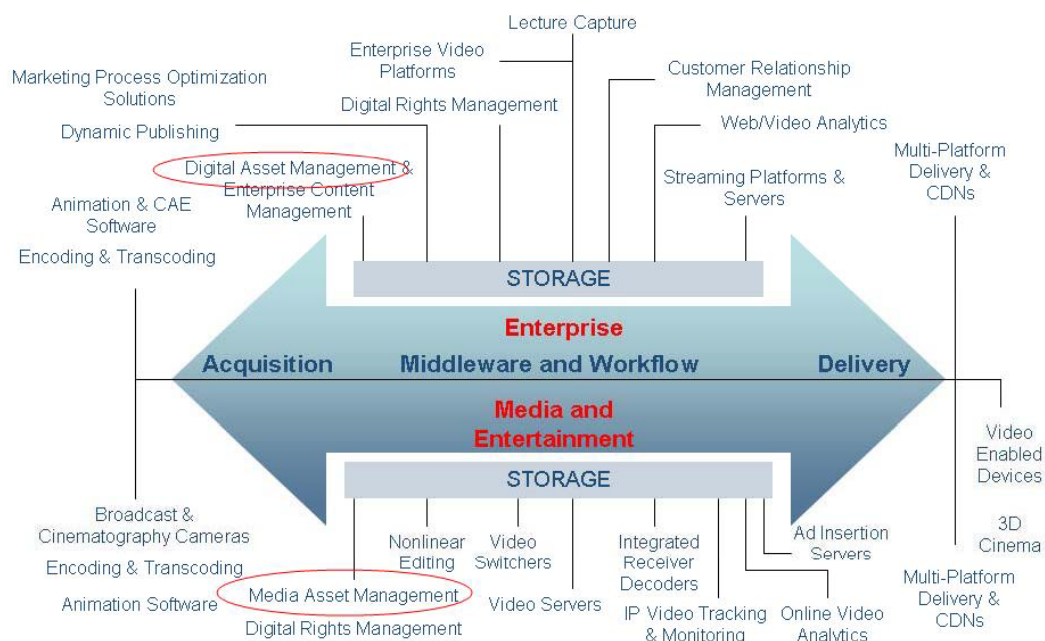 Lecture Capture
Enterprise Video
Platforms
Marketing Process Optimization
Solutions
Customer Relationship
Management
Digital Rights Management
Dynamic Publishing
Web/Video Analytics
Digital Asset Management &
Enterprise Content
Management
Streaming Platforms &
Servers
Multi-Platform
Delivery &
CDNs
Animation & CAE
Software
Encoding & Transcoding
STORAGE
Enterprise
Acquisition
Middleware and Workflow
Delivery
Media and
Entertainment
STORAGE
Video
Enabled
Devices
Broadcast &
Cinematography Cameras
Encoding & Transcoding
Animation Software
Nonlinear
Editing
Video
Switchers
Integrated
Receiver
Decoders
Ad Insertion
Servers
3D
Cinema
Media Asset Management
Digital Rights Management
Video Servers
IP Video Tracking
& Monitoring
Online Video
Analytics
Multi-Platform
Delivery &
CDNs